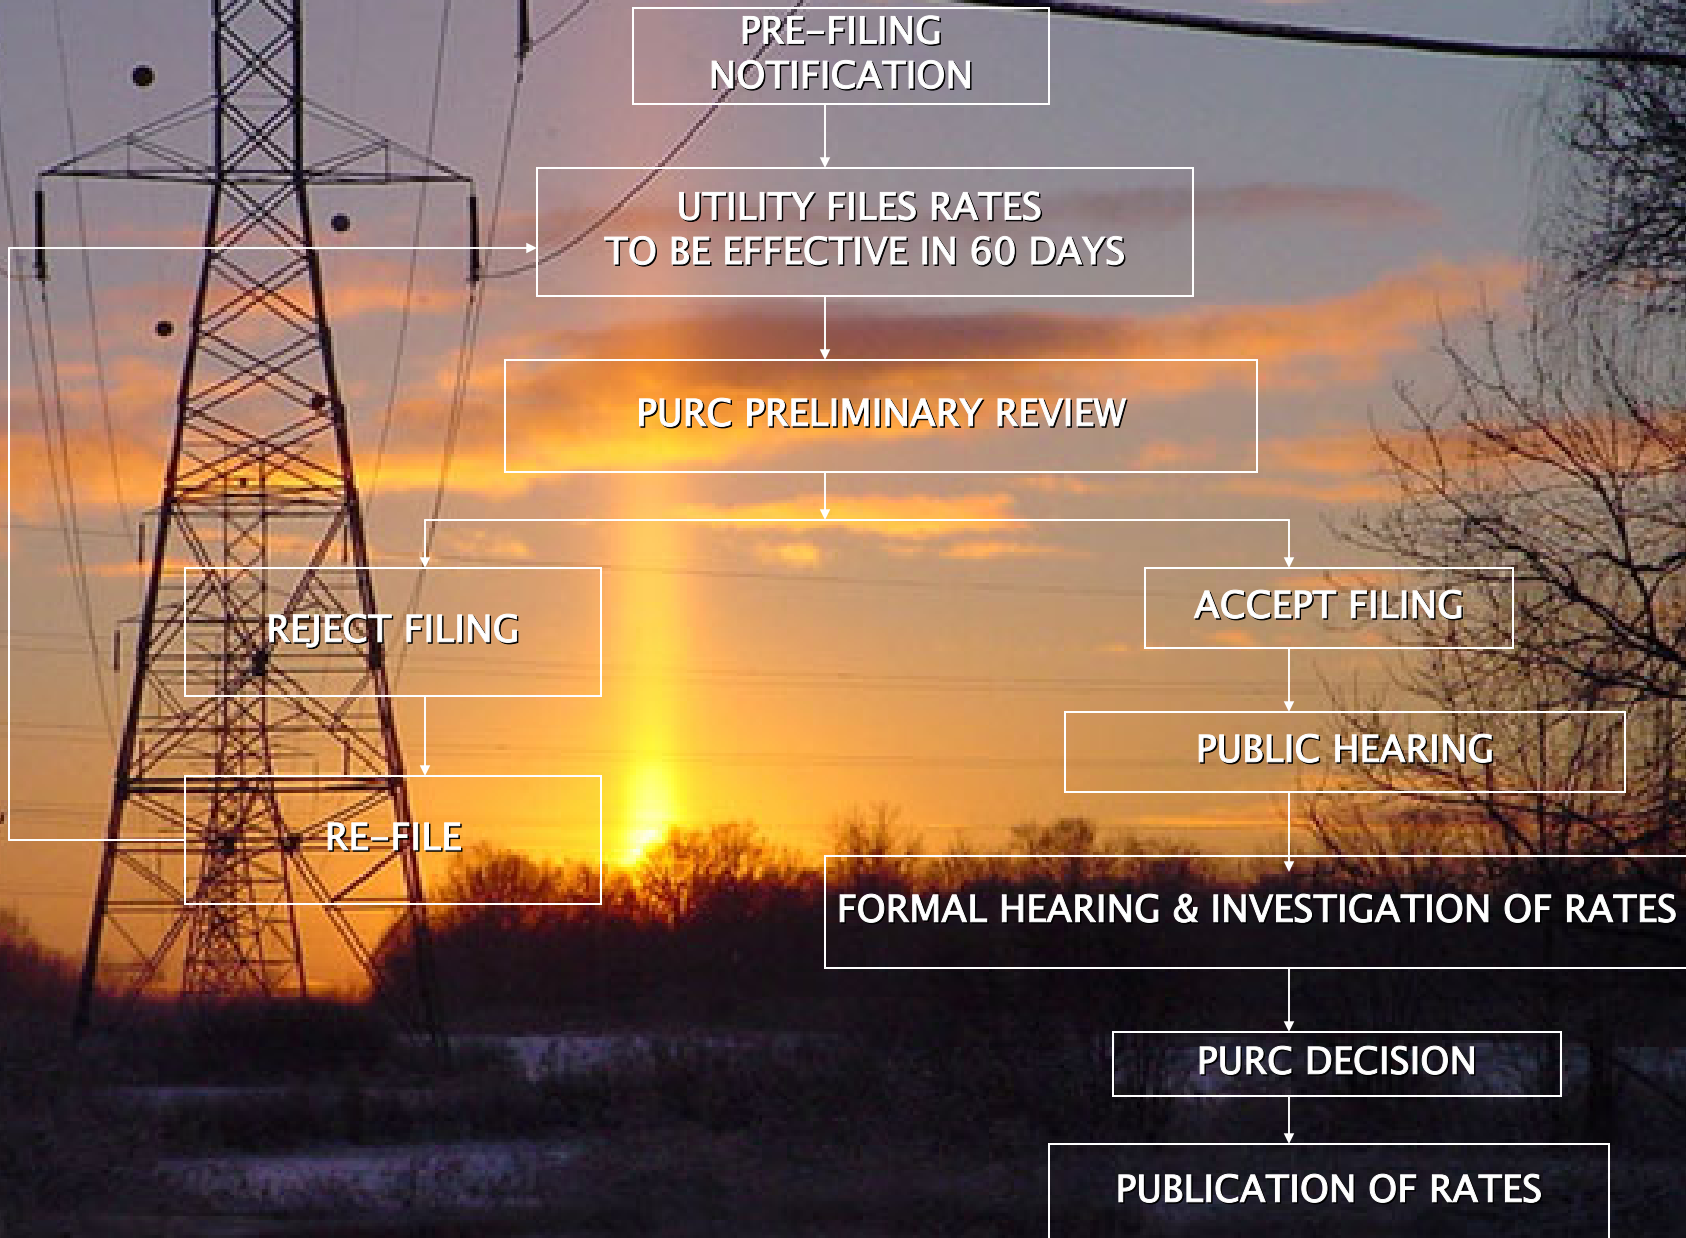 PRE-FILING
NOTIFICATION
UTILITY FILES RATES
TO BE EFFECTIVE IN 60 DAYS
PURC PRELIMINARY REVIEW
REJECT FILING
ACCEPT FILING
PUBLIC HEARING
RE-FILE
FORMAL HEARING & INVESTIGATION OF RATES
PURC DECISION
PUBLICATION OF RATES